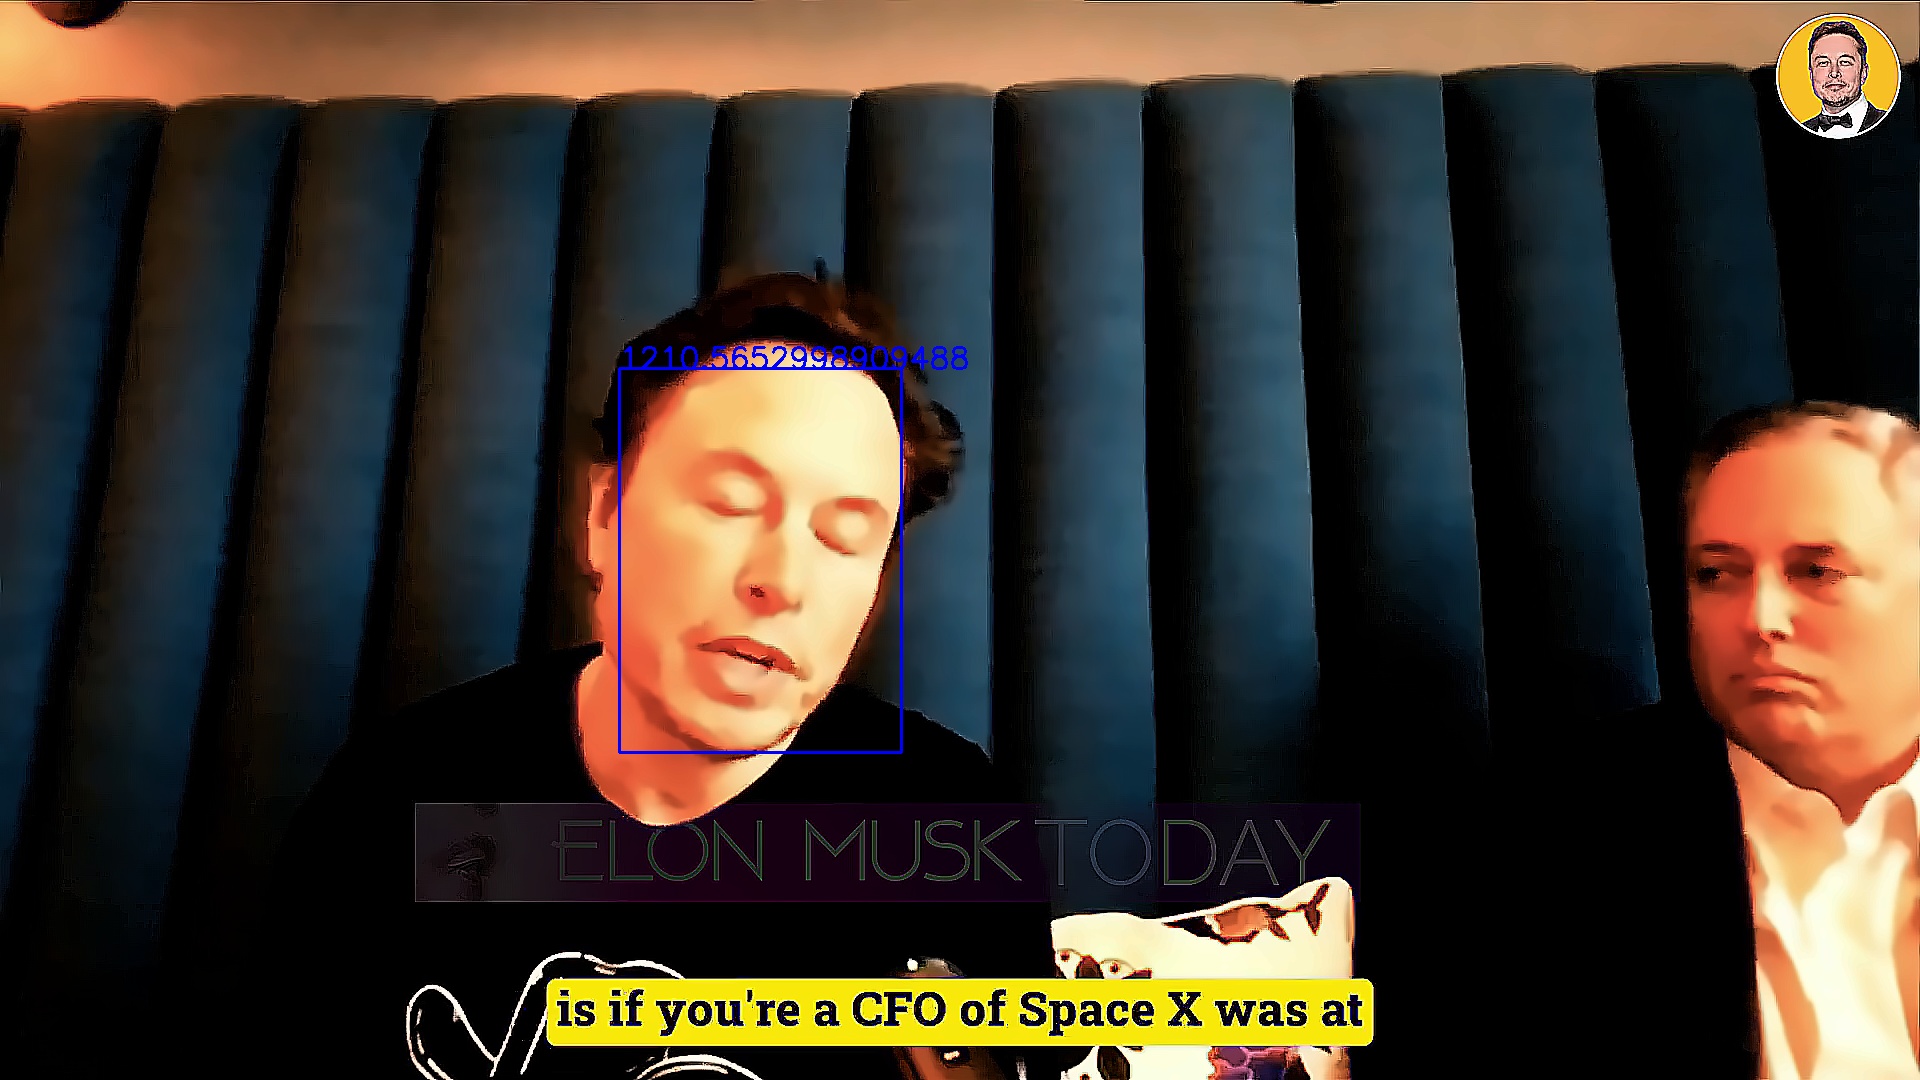 1210.5652998909488
ELON MUSK TODAY
is if you're a CFO of Space X was at